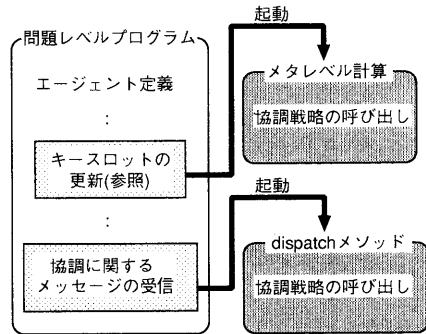 問題レベルプログラム
エージェント定義
:
キースロットの
更新(参照)
:
協調に関する
メッセージの受信
起動
メタレベル計算
協調戦略の呼び出し
起動
dispatchメソッド
協調戦略の呼び出し